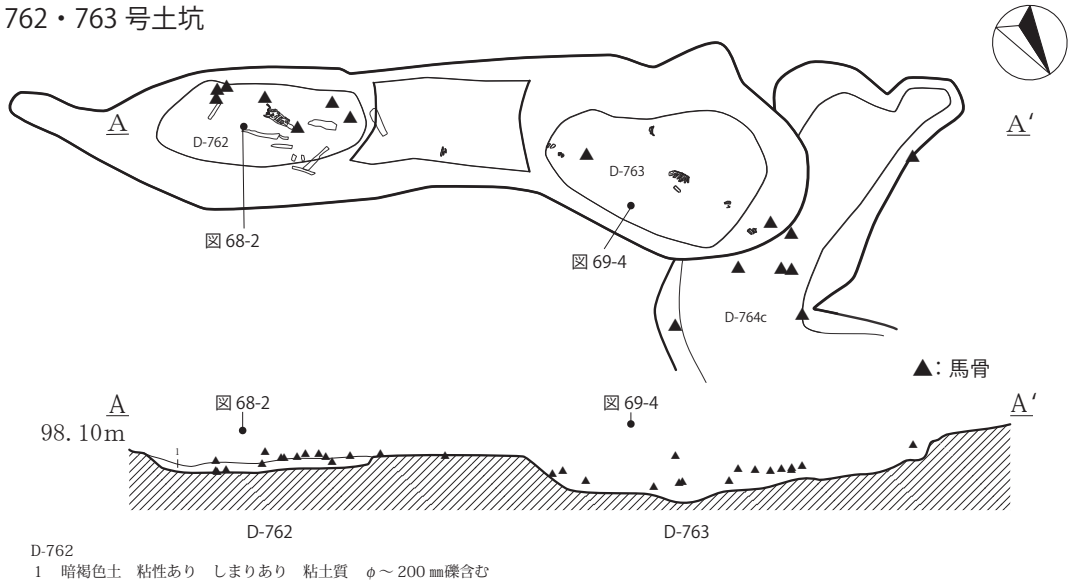 762・763 号土坑
A
A′
D-762
D-763
図 68-2
図 69-4
D-764c
▲：馬骨
A
図 68-2
図 69-4
A′
98.10m
1
D-762
D-763
D-762
1 暗褐色土 粘性あり しまりあり 粘土質 φ～200 ㎜礫含む